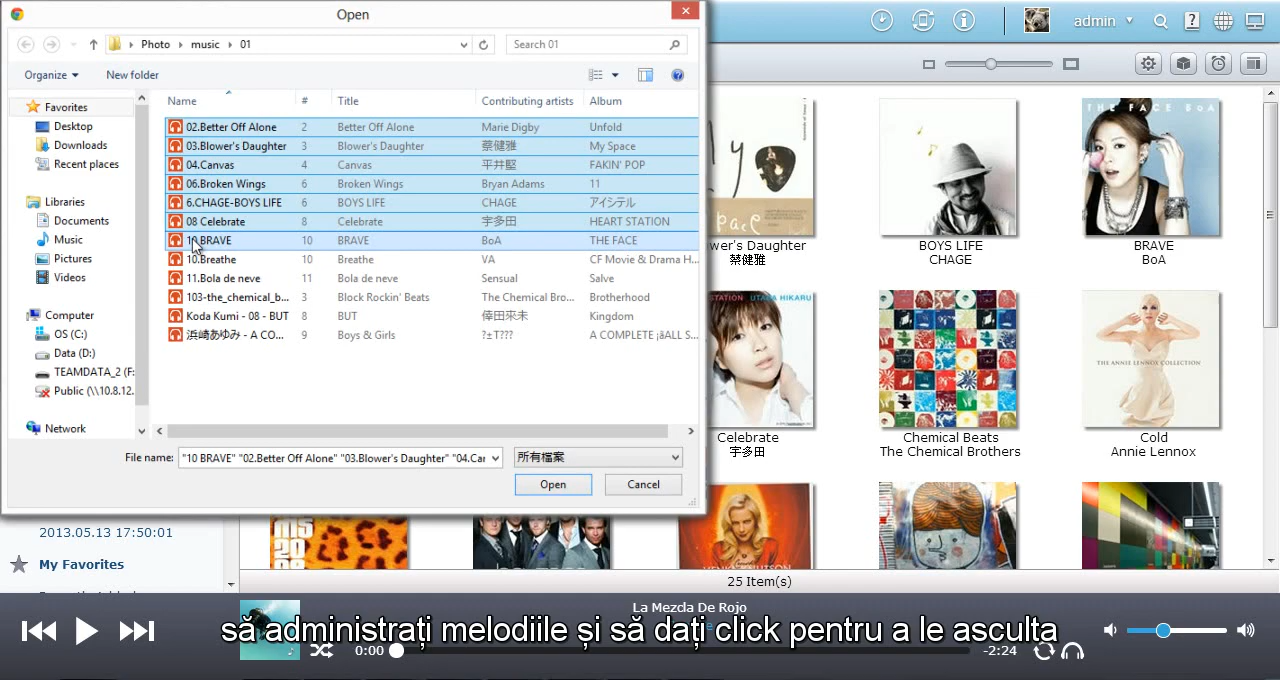 Open
admin
Photo
music
01
Search 01
Organize
New folder
Name # Title Contributing artists Album
Favorites
Desktop
Downloads
Recent places
Libraries
Documents
Music
Pictures
Videos
Computer
OS (C:)
Data (D:)
TEAMDATA_2 (F:
Public (\\10.8.12.
Network
02.Better Off Alone 2 Better Off Alone Marie Digby Unfold
03.Blower's Daughter 3 Blower's Daughter 蔡健雅 My Space
04.Canvas 4 Canvas 平井堅 FAKIN' POP
06.Broken Wings 6 Broken Wings Bryan Adams 11
6.CHAGE-BOYS LIFE 6 BOYS LIFE CHAGE アイシテル
08 Celebrate 8 Celebrate 宇多田 HEART STATION
10 BRAVE 10 BRAVE BoA THE FACE
10.Breathe 10 Breathe VA CF Movie & Drama H...
11.Bola de neve 11 Bola de neve Sensual Salve
103-the_chemical_b... 3 Block Rockin' Beats The Chemical Bro... Brotherhood
Koda Kumi - 08 - BUT 8 BUT 倖田來未 Kingdom
浜崎あゆみ - A CO... 9 Boys & Girls ?±T??? A COMPLETE ¡äALL S...
File name: "10 BRAVE" "02.Better Off Alone" "03.Blower's Daughter" "04.Can
所有檔案
Open
Cancel
THE FACE BoA
ower's Daughter
蔡健雅
BOYS LIFE
CHAGE
BRAVE
BoA
STATION UTADA HIKARU
THE ANNIE LENNOX COLLECTION
Celebrate
宇多田
Chemical Beats
The Chemical Brothers
Cold
Annie Lennox
2013.05.13 17:50:01
My Favorites
25 Item(s)
La Mezcla De Rojo
să administrați melodiile și să dați click pentru a le asculta
0:00
-2:24